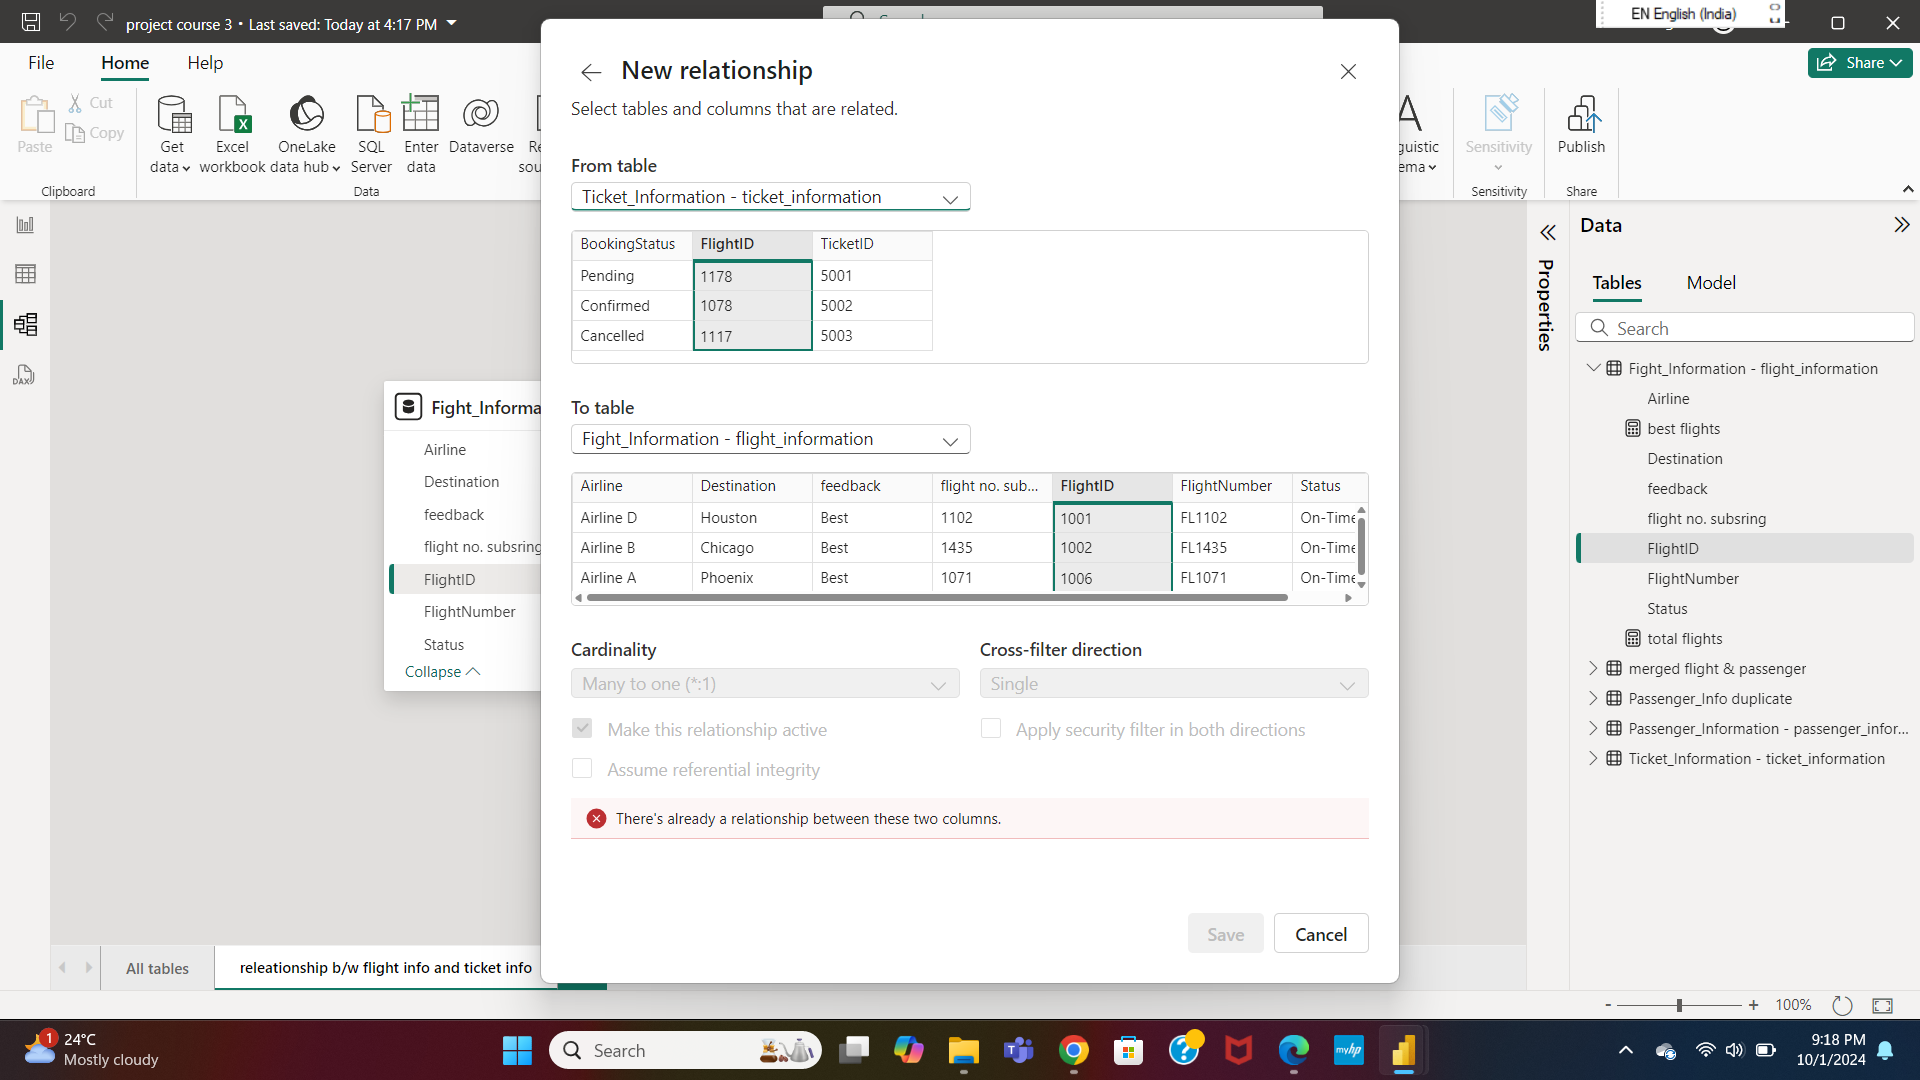 project course 3 • Last saved: Today at 4:17 PM
EN English (India)
File
Home
Help
Share
Paste
Cut
Copy
Clipboard
Get
data
Excel
workbook
OneLake
data hub
SQL
Server
Enter
data
Dataverse
Data
Sensitivity
Publish
Sensitivity
Share
New relationship
Select tables and columns that are related.
From table
Ticket_Information - ticket_information
BookingStatus FlightID TicketID
Pending 1178 5001
Confirmed 1078 5002
Cancelled 1117 5003
To table
Fight_Information - flight_information
Airline Destination feedback flight no. sub... FlightID FlightNumber Status
Airline D Houston Best 1102 1001 FL1102 On-Time
Airline B Chicago Best 1435 1002 FL1435 On-Time
Airline A Phoenix Best 1071 1006 FL1071 On-Time
Cardinality
Many to one (*:1)
Cross-filter direction
Single
Make this relationship active
Apply security filter in both directions
Assume referential integrity
There's already a relationship between these two columns.
Save
Cancel
Fight_Informa
Airline
Destination
feedback
flight no. subsring
FlightID
FlightNumber
Status
Collapse
DAX
Properties
Data
Tables
Model
Search
Fight_Information - flight_information
Airline
best flights
Destination
feedback
flight no. subsring
FlightID
FlightNumber
Status
total flights
merged flight & passenger
Passenger_Info duplicate
Passenger_Information - passenger_infor...
Ticket_Information - ticket_information
All tables
releationship b/w flight info and ticket info
- + 100%
1
24°C
Mostly cloudy
Search
myhp
9:18 PM
10/1/2024